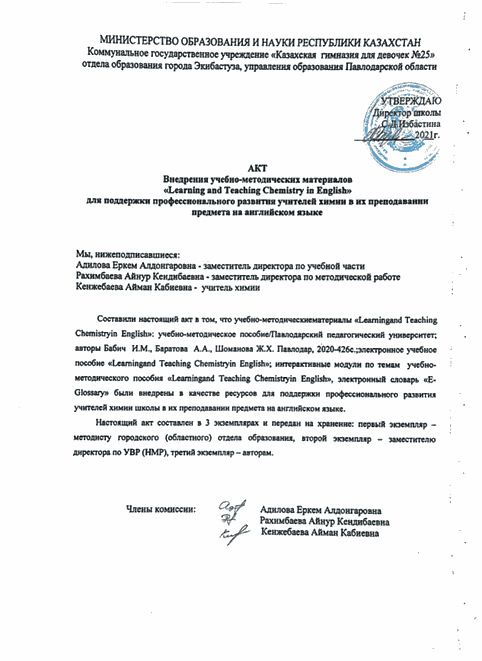 МИНИСТЕРСТВО ОБРАЗОВАНИЯ И НАУКИ РЕСПУБЛИКИ КАЗАХСТАН
Коммунальное государственное учреждение «Казахская гимназия для девочек №25»
отдела образования города Экибастуза, управления образования Павлодарской области
УТВЕРЖДАЮ
Директор школы
2021г.
АКТ
Внедрения учебно-методических материалов
«Learning and Teaching Chemistry in English»
для поддержки профессионального развития учителей химии в их преподавании
предмета на английском языке
Мы, нижеподписавшиеся:
Адилова Еркем Алдонгаровна - заместитель директора по учебной части
Рахимбаева Айнур Кендибаевна - заместитель директора по методической работе
Кенжебаева Айман Кабиевна - учитель химии
Составили настоящий акт в том, что учебно-методическиематериалы «Learningand Teaching
Chemistryin English»: учебно-методическое пособие/Павлодарский педагогический университет;
авторы Бабич И.М., Баратова А.А., Шоманова Ж.Х. Павлодар, 2020-426с.;электронное учебное
пособие «Learningand Teaching Chemistryin English»; интерактивные модули по темам учебно-
методического пособия «Learningand Teaching Chemistryin English», электронный словарь «E-
Glossary» были внедрены в качестве ресурсов для поддержки профессионального развития
учителей химии школы в их преподавании предмета на английском языке.
Настоящий акт составлен в 3 экземплярах и передан на хранение: первый экземпляр –
методисту городского (областного) отдела образования, второй экземпляр – заместителю
директора по УВР (НМР), третий экземпляр – авторам.
Члены комиссии:
Адилова Еркем Алдонгаровна
Рахимбаева Айнур Кендибаевна
Кенжебаева Айман Кабиевна